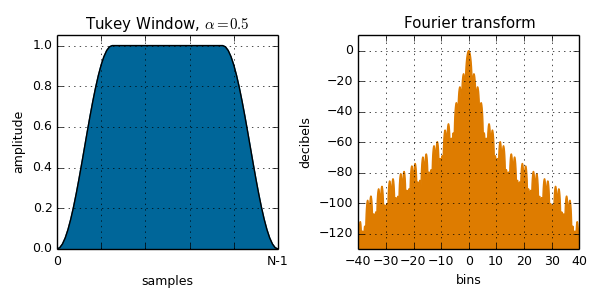 Tukey Window, α=0.5
1.0
0.8
0.6
0.4
0.2
0.0
amplitude
0 N-1
samples
Fourier transform
0
−20
−40
−60
−80
−100
−120
decibels
−40 −30 −20 −10 0 10 20 30 40
bins